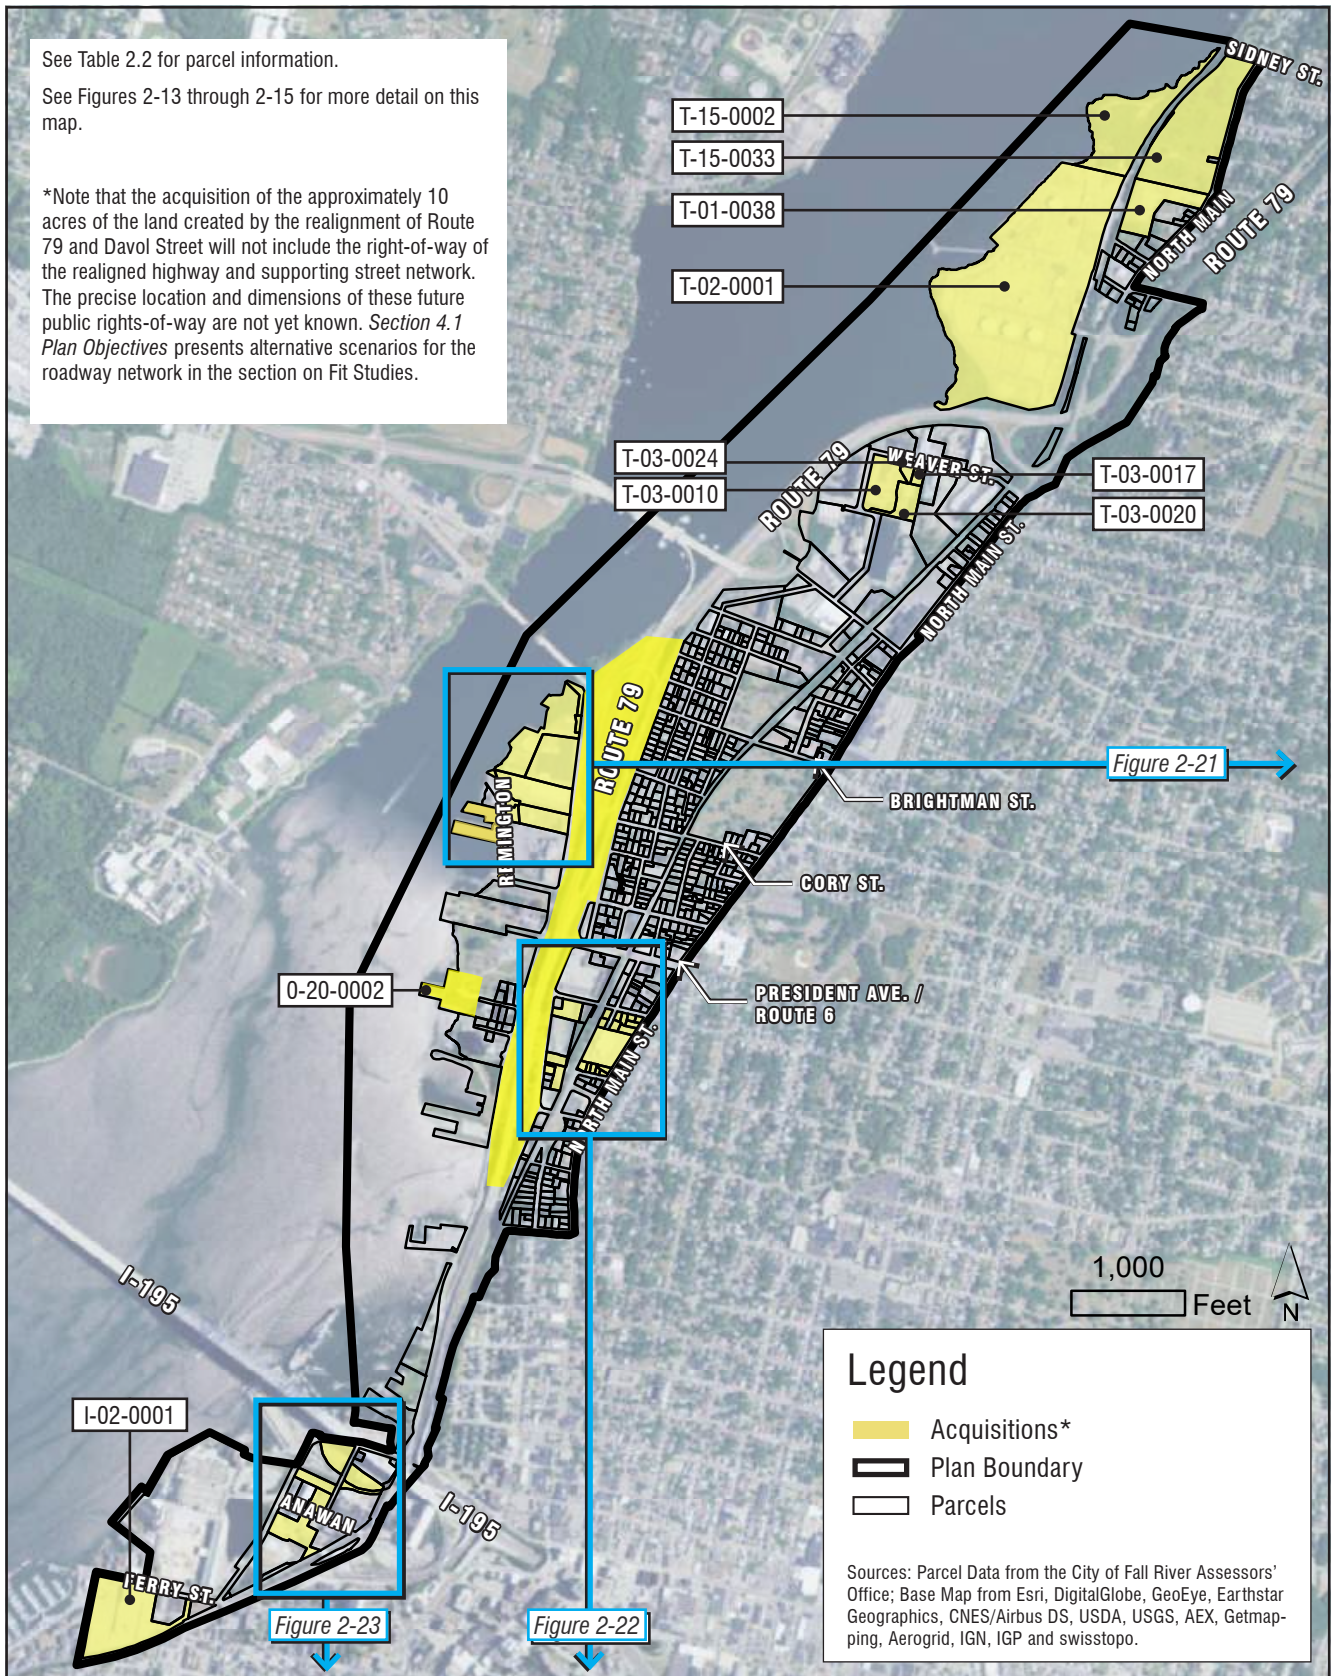 See Table 2.2 for parcel information.
See Figures 2-13 through 2-15 for more detail on this
map.
*Note that the acquisition of the approximately 10
acres of the land created by the realignment of Route
79 and Davol Street will not include the right-of-way of
the realigned highway and supporting street network.
The precise location and dimensions of these future
public rights-of-way are not yet known. Section 4.1
Plan Objectives presents alternative scenarios for the
roadway network in the section on Fit Studies.
SIDNEY ST.
T-15-0002
T-15-0033
T-01-0038
NORTH MAIN
ROUTE 79
T-02-0001
T-03-0024
T-03-0010
ROUTE 79
WEAVER ST.
T-03-0017
T-03-0020
NORTH MAIN ST.
ROUTE 79
REMINGTON
Figure 2-21
BRIGHTMAN ST.
CORY ST.
0-20-0002
PRESIDENT AVE. /
ROUTE 6
NORTH MAIN ST.
I-195
1,000
Feet
N
I-02-0001
ANAWAN
I-195
FERRY ST.
Figure 2-23
Figure 2-22
Legend
Acquisitions*
Plan Boundary
Parcels
Sources: Parcel Data from the City of Fall River Assessors'
Office; Base Map from Esri, DigitalGlobe, GeoEye, Earthstar
Geographics, CNES/Airbus DS, USDA, USGS, AEX, Getmap-
ping, Aerogrid, IGN, IGP and swisstopo.